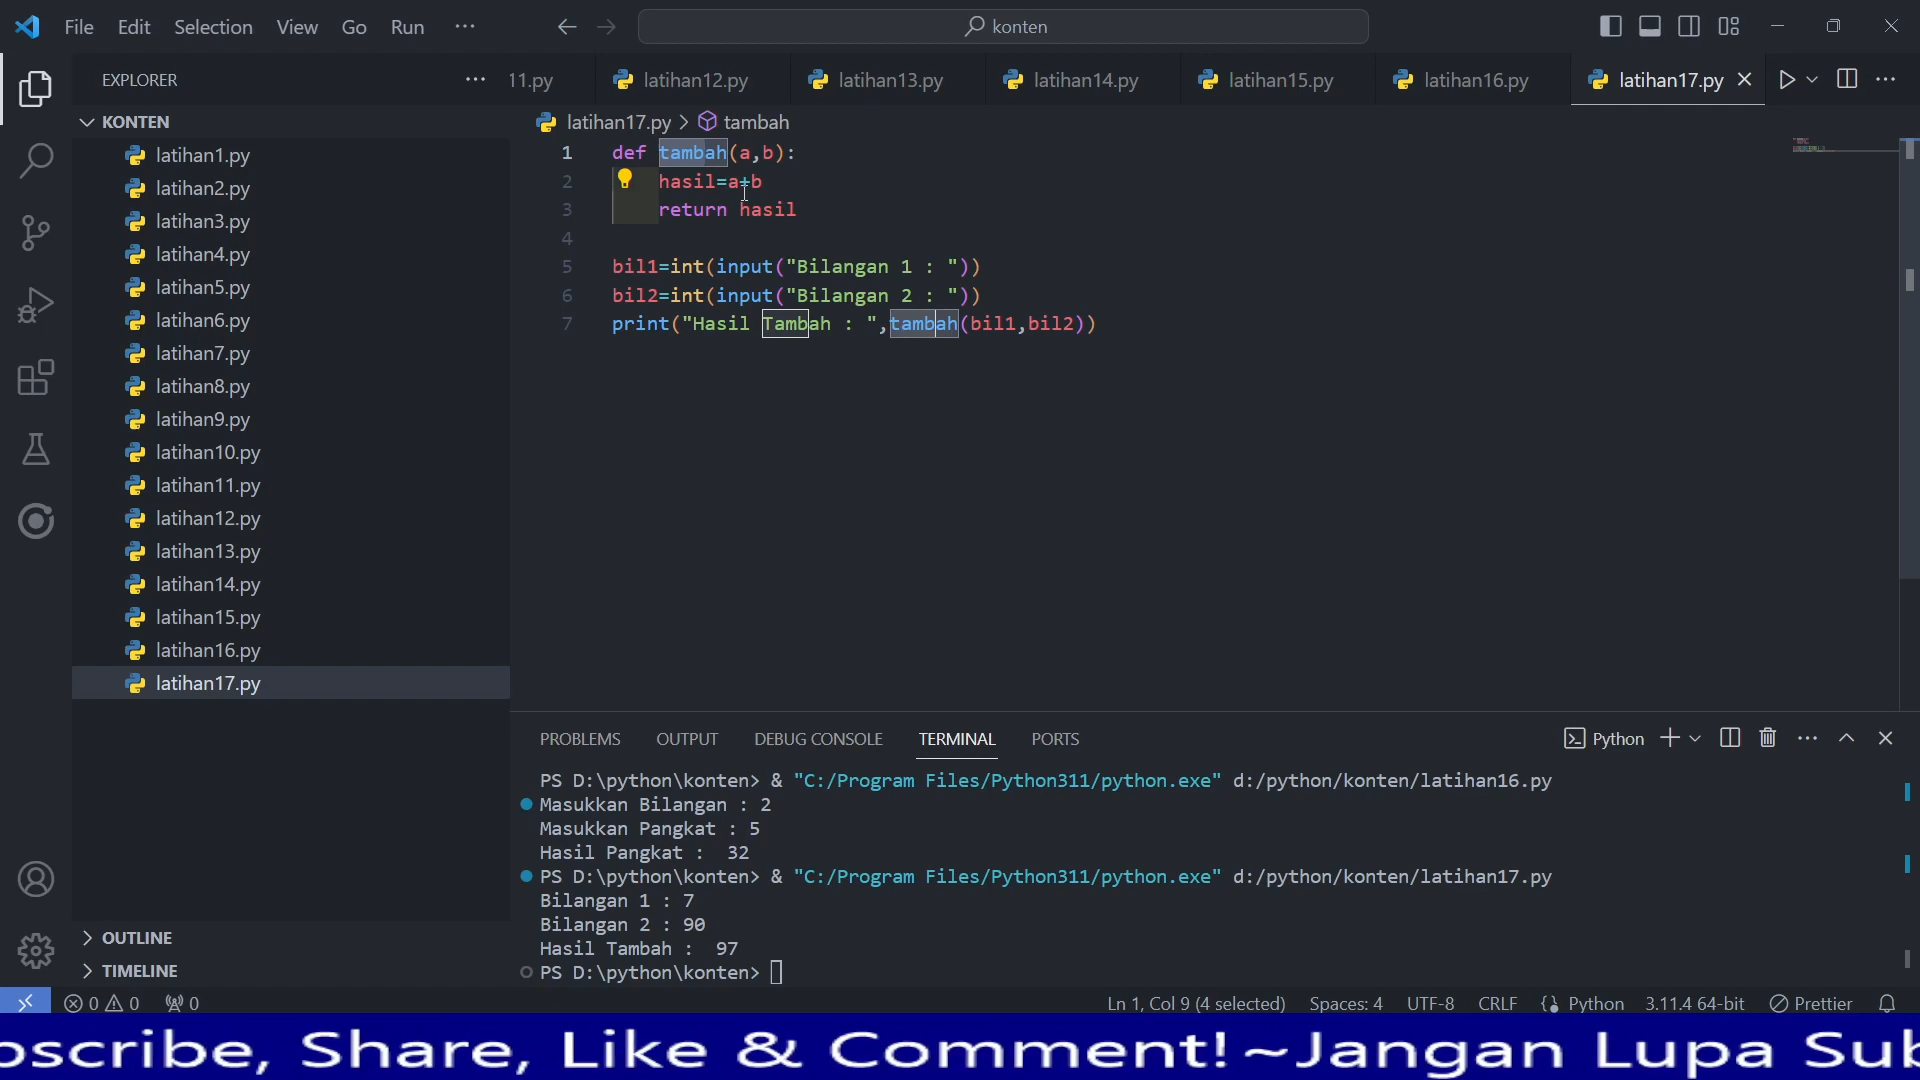 File Edit Selection View Go Run ··· konten
EXPLORER ··· 11.py latihan12.py latihan13.py latihan14.py latihan15.py latihan16.py latihan17.py
KONTEN
latihan1.py
latihan2.py
latihan3.py
latihan4.py
latihan5.py
latihan6.py
latihan7.py
latihan8.py
latihan9.py
latihan10.py
latihan11.py
latihan12.py
latihan13.py
latihan14.py
latihan15.py
latihan16.py
latihan17.py
OUTLINE
TIMELINE
latihan17.py > tambah
1 def tambah(a,b):
2 hasil=a+b
3 return hasil
4
5 bil1=int(input("Bilangan 1 : "))
6 bil2=int(input("Bilangan 2 : "))
7 print("Hasil Tambah : ",tambah(bil1,bil2))
PROBLEMS OUTPUT DEBUG CONSOLE TERMINAL PORTS Python
PS D:\python\konten> & "C:/Program Files/Python311/python.exe" d:/python/konten/latihan16.py
Masukkan Bilangan : 2
Masukkan Pangkat : 5
Hasil Pangkat :  32
PS D:\python\konten> & "C:/Program Files/Python311/python.exe" d:/python/konten/latihan17.py
Bilangan 1 : 7
Bilangan 2 : 90
Hasil Tambah :  97
PS D:\python\konten>
0 0 0 Ln 1, Col 9 (4 selected) Spaces: 4 UTF-8 CRLF Python 3.11.4 64-bit Prettier
oscribe, Share, Like & Comment! ~Jangan Lupa Sub